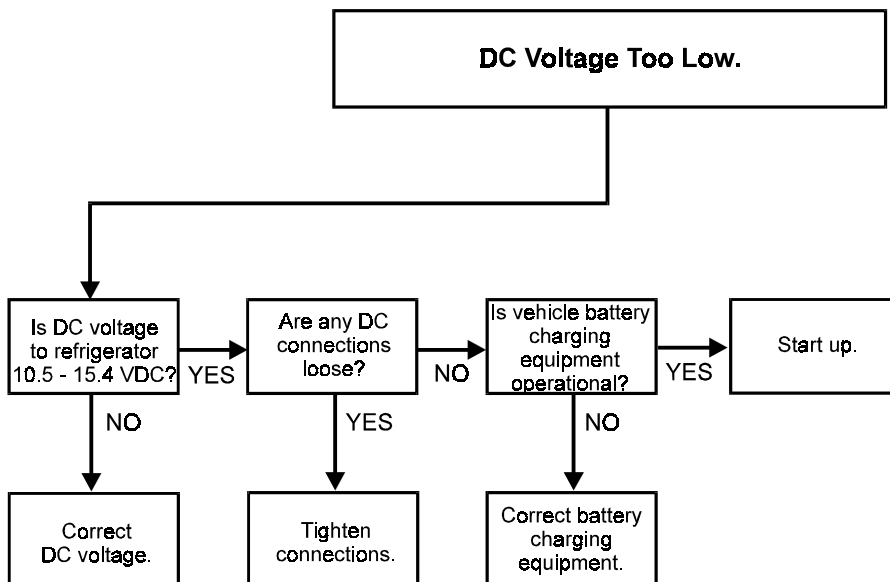 DC Voltage Too Low.
Is DC voltage
to refrigerator
10.5 - 15.4 VDC?
YES
Are any DC
connections
loose?
NO
Is vehicle battery
charging
equipment
operational?
YES
Start up.
NO
YES
NO
Correct
DC voltage.
Tighten
connections.
Correct battery
charging
equipment.